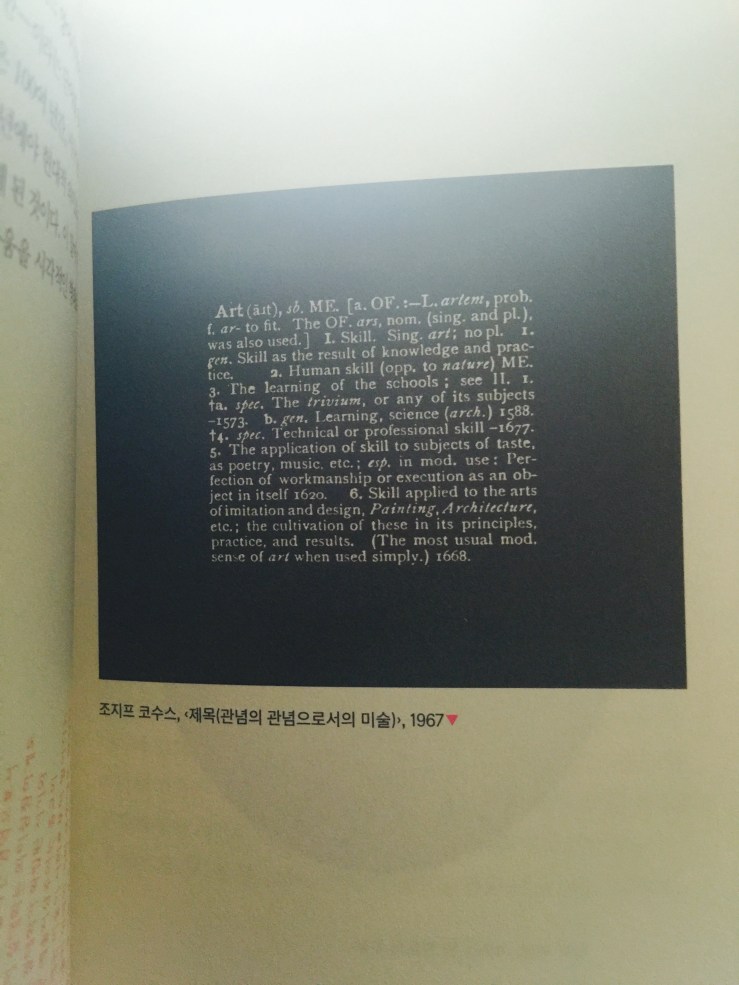 Art (äɹt), sb. ME. [a. OF. :—L. artem, prob.
f. ar- to fit. The OF. ars, nom. (sing. and pl.),
was also used.] I. Skill. Sing. art; no pl. 1.
gen. Skill as the result of knowledge and prac-
tice. 2. Human skill (opp. to nature) ME.
3. The learning of the schools; see II. 1.
†a. spec. The trivium, or any of its subjects
–1573. b. gen. Learning, science (arch.) 1588.
†4. spec. Technical or professional skill –1677.
5. The application of skill to subjects of taste,
as poetry, music, etc.; esp. in mod. use: Per-
fection of workmanship or execution as an ob-
ject in itself 1620. 6. Skill applied to the arts
of imitation and design, Painting, Architecture,
etc.; the cultivation of these in its principles,
practice, and results. (The most usual mod.
sense of art when used simply.) 1668.
조지프 코수스, ‹제목(관념의 관념으로서의 미술)›, 1967▼